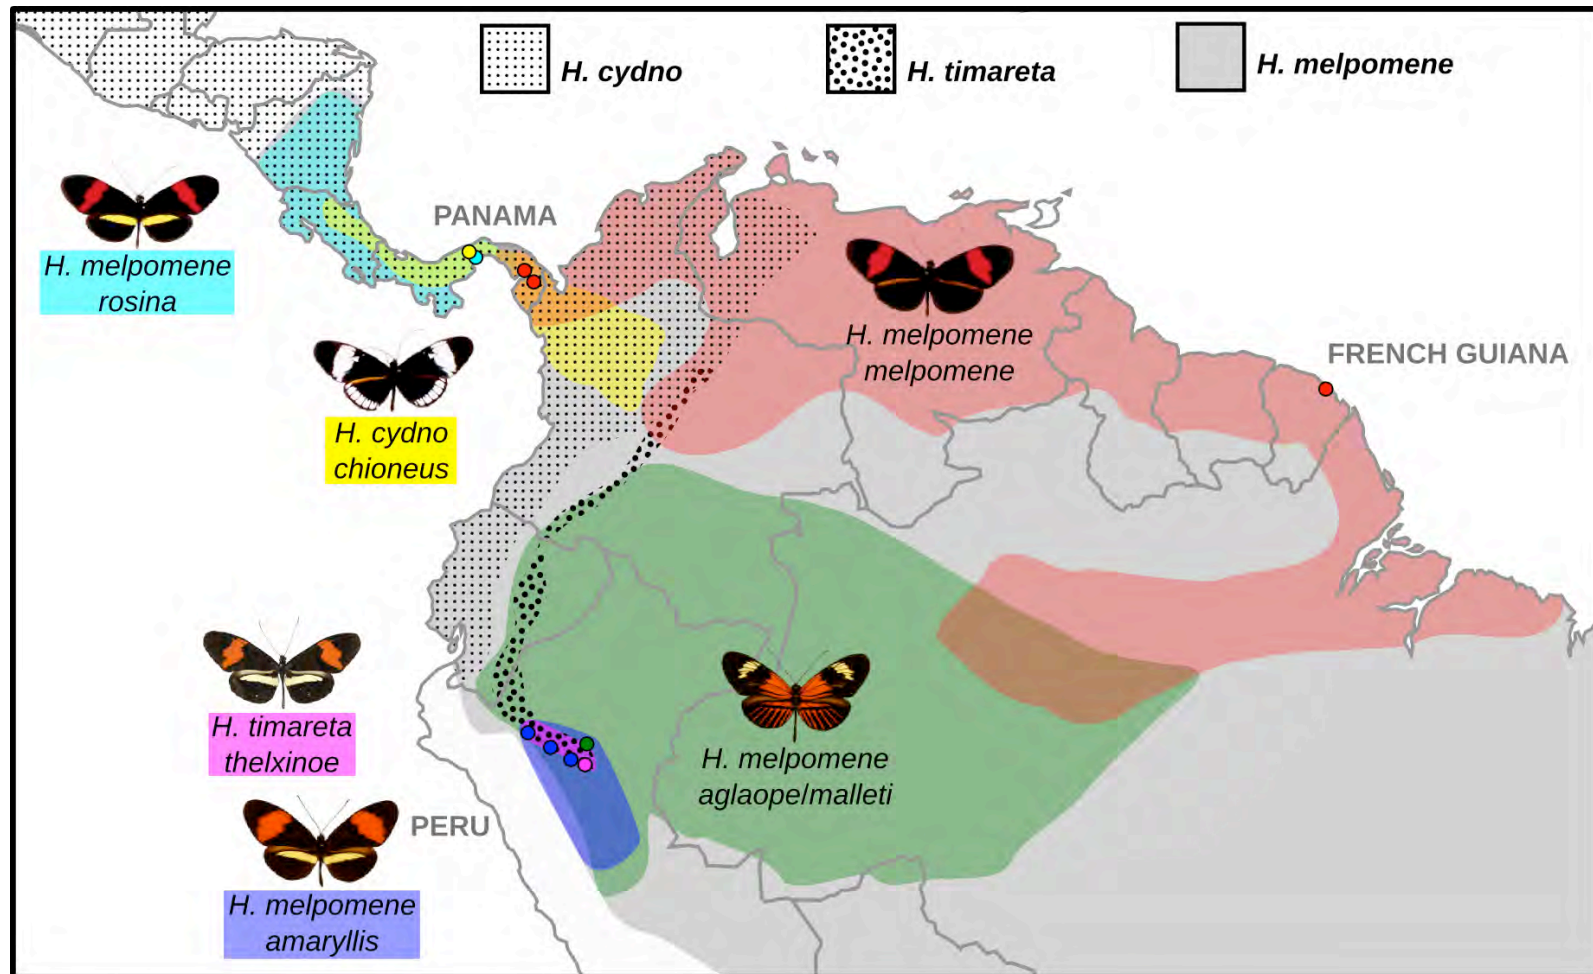 H. cydno
H. timareta
H. melpomene
PANAMA
H. melpomene
rosina
H. melpomene
melpomene
FRENCH GUIANA
H. cydno
chioneus
H. timareta
thelxinoe
H. melpomene
aglaope/malleti
PERU
H. melpomene
amaryllis